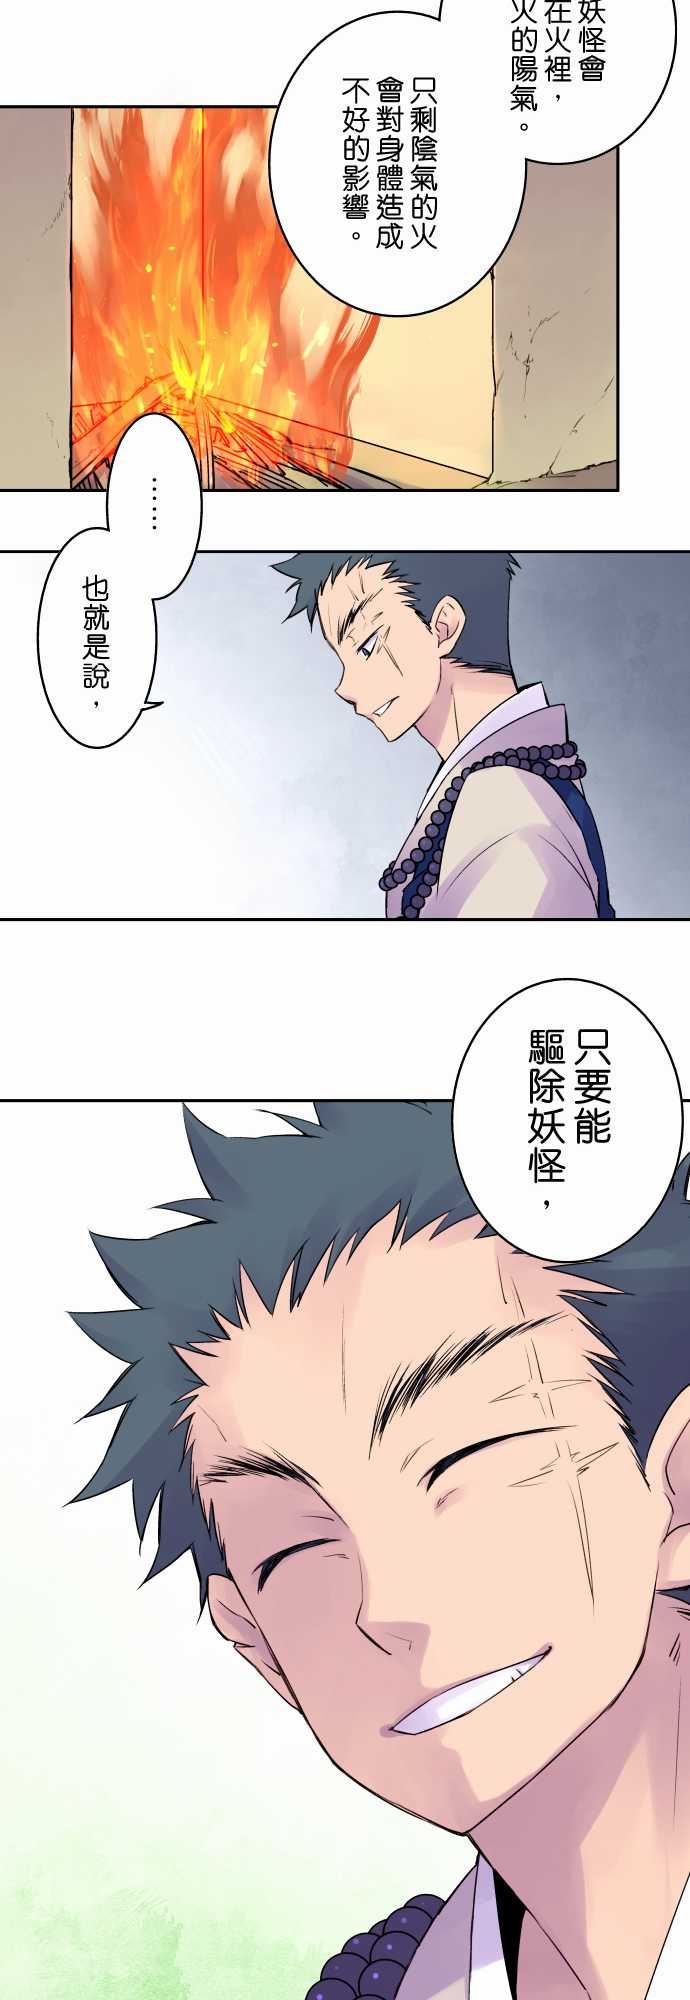 妖怪會
在火裡，
火的陽氣。
只剩陰氣的火
會對身體造成
不好的影響。
……
也就是說，
只要能
驅除妖怪，